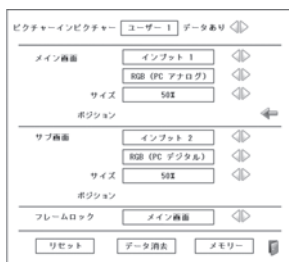 ピクチャーインピクチャー ユーザー 1 データあり
メイン画面 インプット 1
RGB (PC アナログ)
サイズ 50%
ポジション
サブ画面 インプット 2
RGB (PC デジタル)
サイズ 50%
ポジション
フレームロック メイン画面
リセット データ消去 メモリー